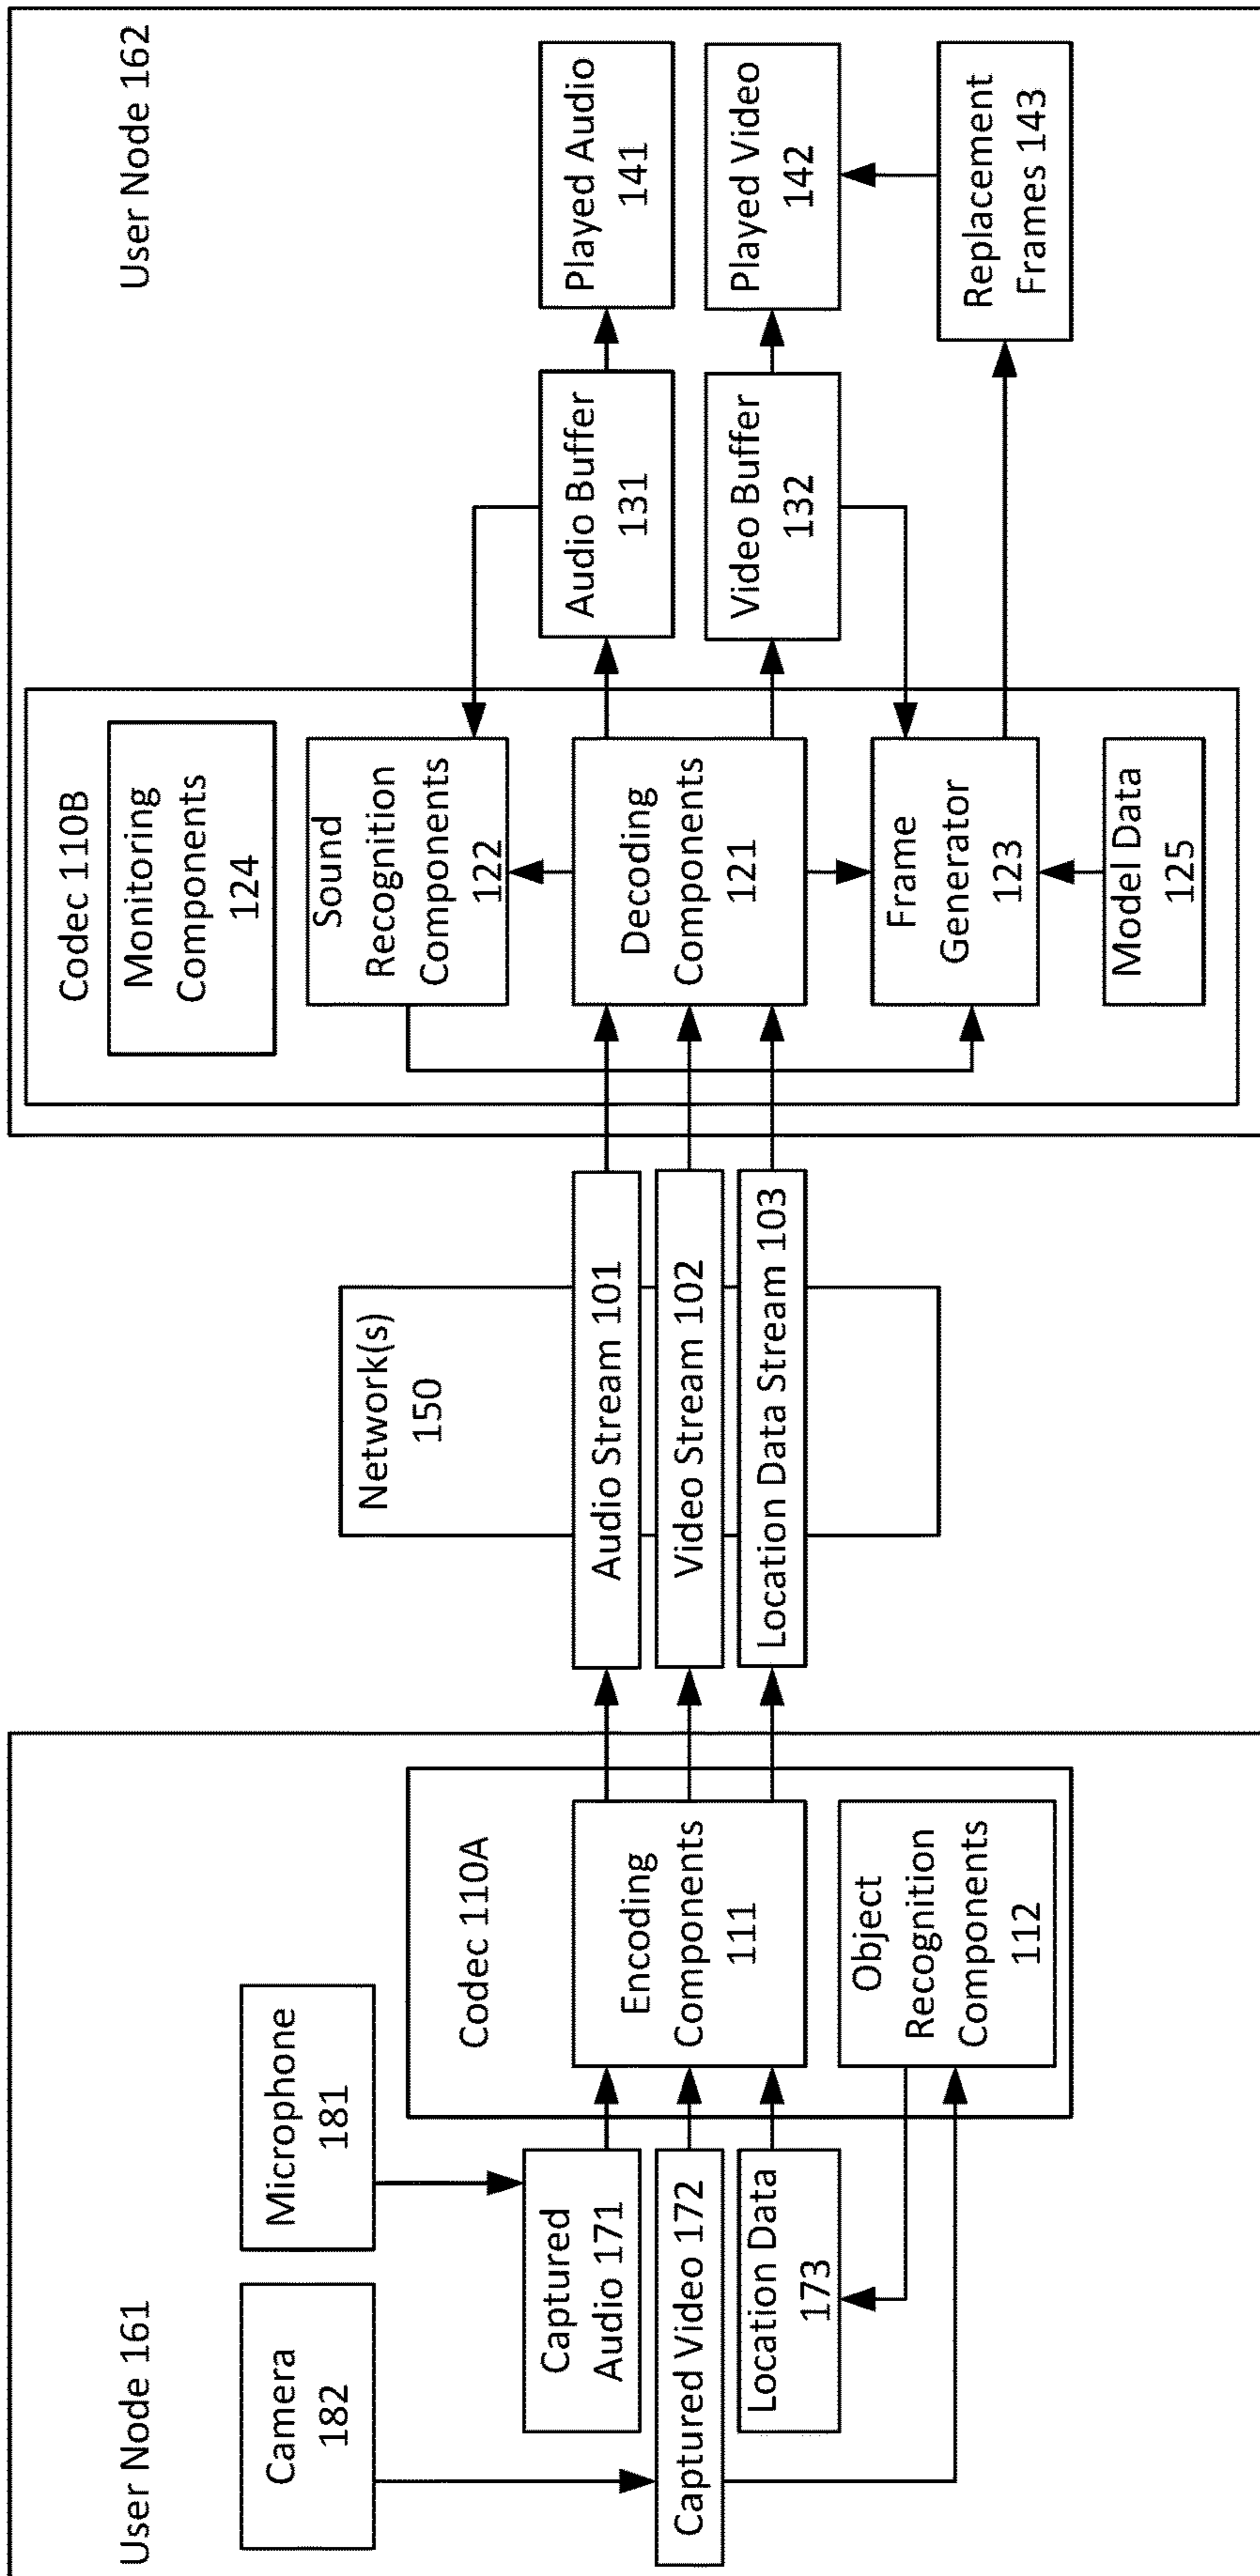 User Node 161
Camera
182
Microphone
181
Captured
Audio 171
Captured Video 172
Location Data
173
Codec 110A
Encoding
Components
111
Object
Recognition
Components
112
Network(s)
150
Audio Stream 101
Video Stream 102
Location Data Stream 103
User Node 162
Codec 110B
Monitoring
Components
124
Sound
Recognition
Components
122
Decoding
Components
121
Frame
Generator
123
Model Data
125
Audio Buffer
131
Video Buffer
132
Played Audio
141
Played Video
142
Replacement
Frames 143